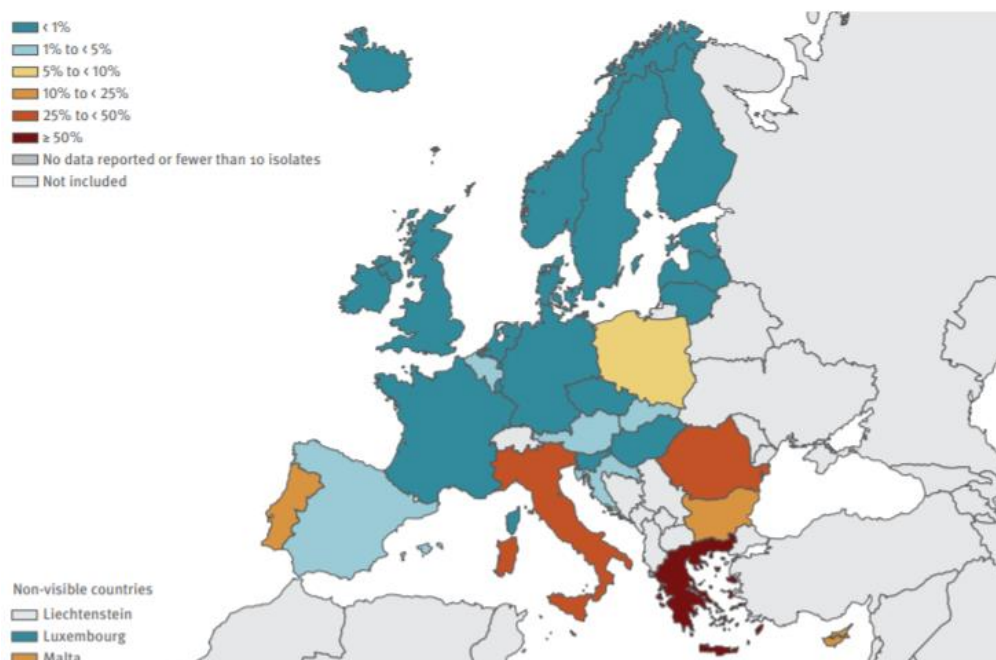 < 1%
1% to < 5%
5% to < 10%
10% to < 25%
25% to < 50%
≥ 50%
No data reported or fewer than 10 isolates
Not included
Non-visible countries
Liechtenstein
Luxembourg
Malta